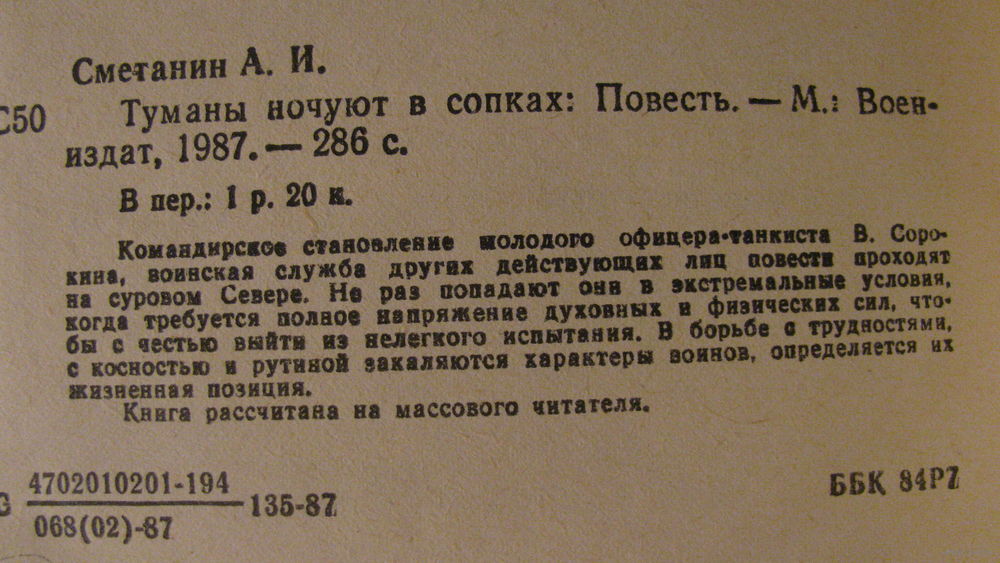 Сметанин А. И.
С50 Туманы ночуют в сопках: Повесть. — М.: Воен-
издат, 1987. — 286 с.
В пер.: 1 р. 20 к.
Командирское становление молодого офицера-танкиста В. Соро-
кина, воинская служба других действующих лиц повести проходят
на суровом Севере. Не раз попадают они в экстремальные условия,
когда требуется полное напряжение духовных и физических сил, что-
бы с честью выйти из нелегкого испытания. В борьбе с трудностями,
с косностью и рутиной закаляются характеры воинов, определяется их
жизненная позиция.
Книга рассчитана на массового читателя.
4702010201-194
135-87
068(02)-87
ББК 84Р7